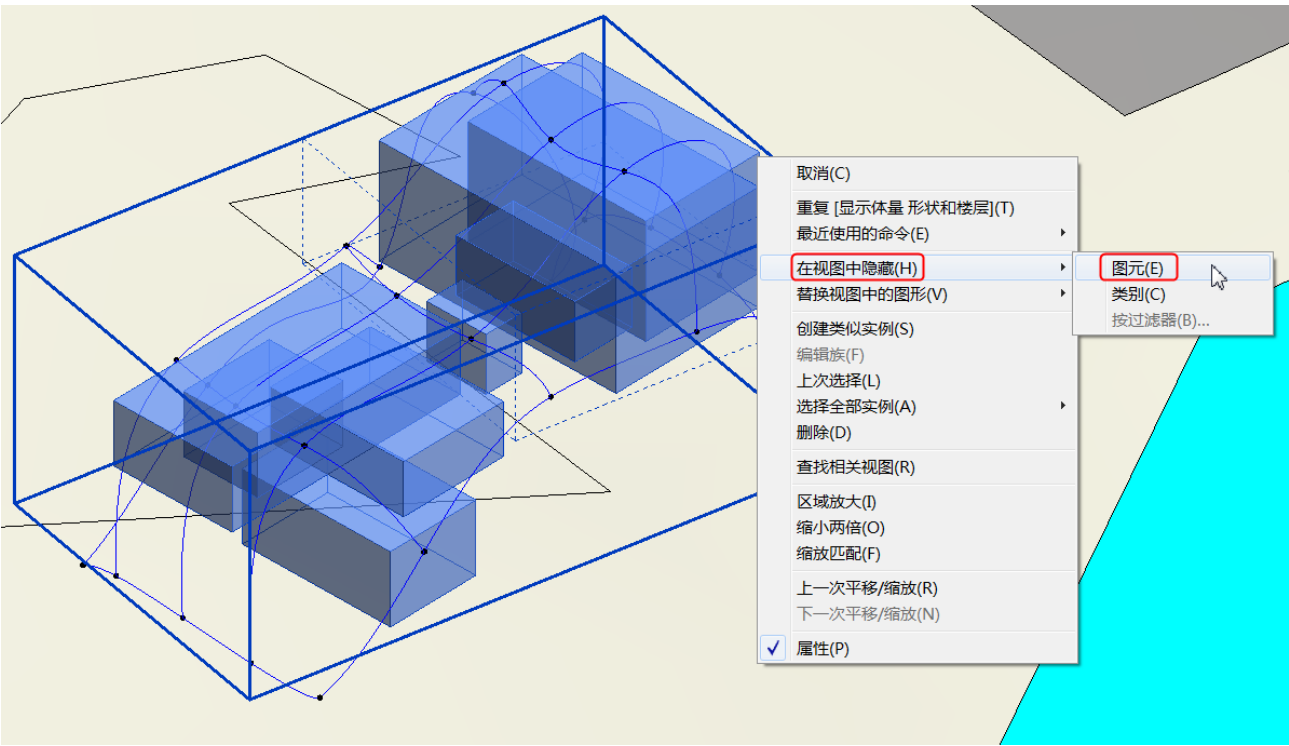 取消(C)
重复 [显示体量 形状和楼层](T)
最近使用的命令(E)
在视图中隐藏(H)
图元(E)
替换视图中的图形(V)
类别(C)
按过滤器(B)...
创建类似实例(S)
编辑族(F)
上次选择(L)
选择全部实例(A)
删除(D)
查找相关视图(R)
区域放大(I)
缩小两倍(O)
缩放匹配(F)
上一次平移/缩放(R)
下一次平移/缩放(N)
属性(P)